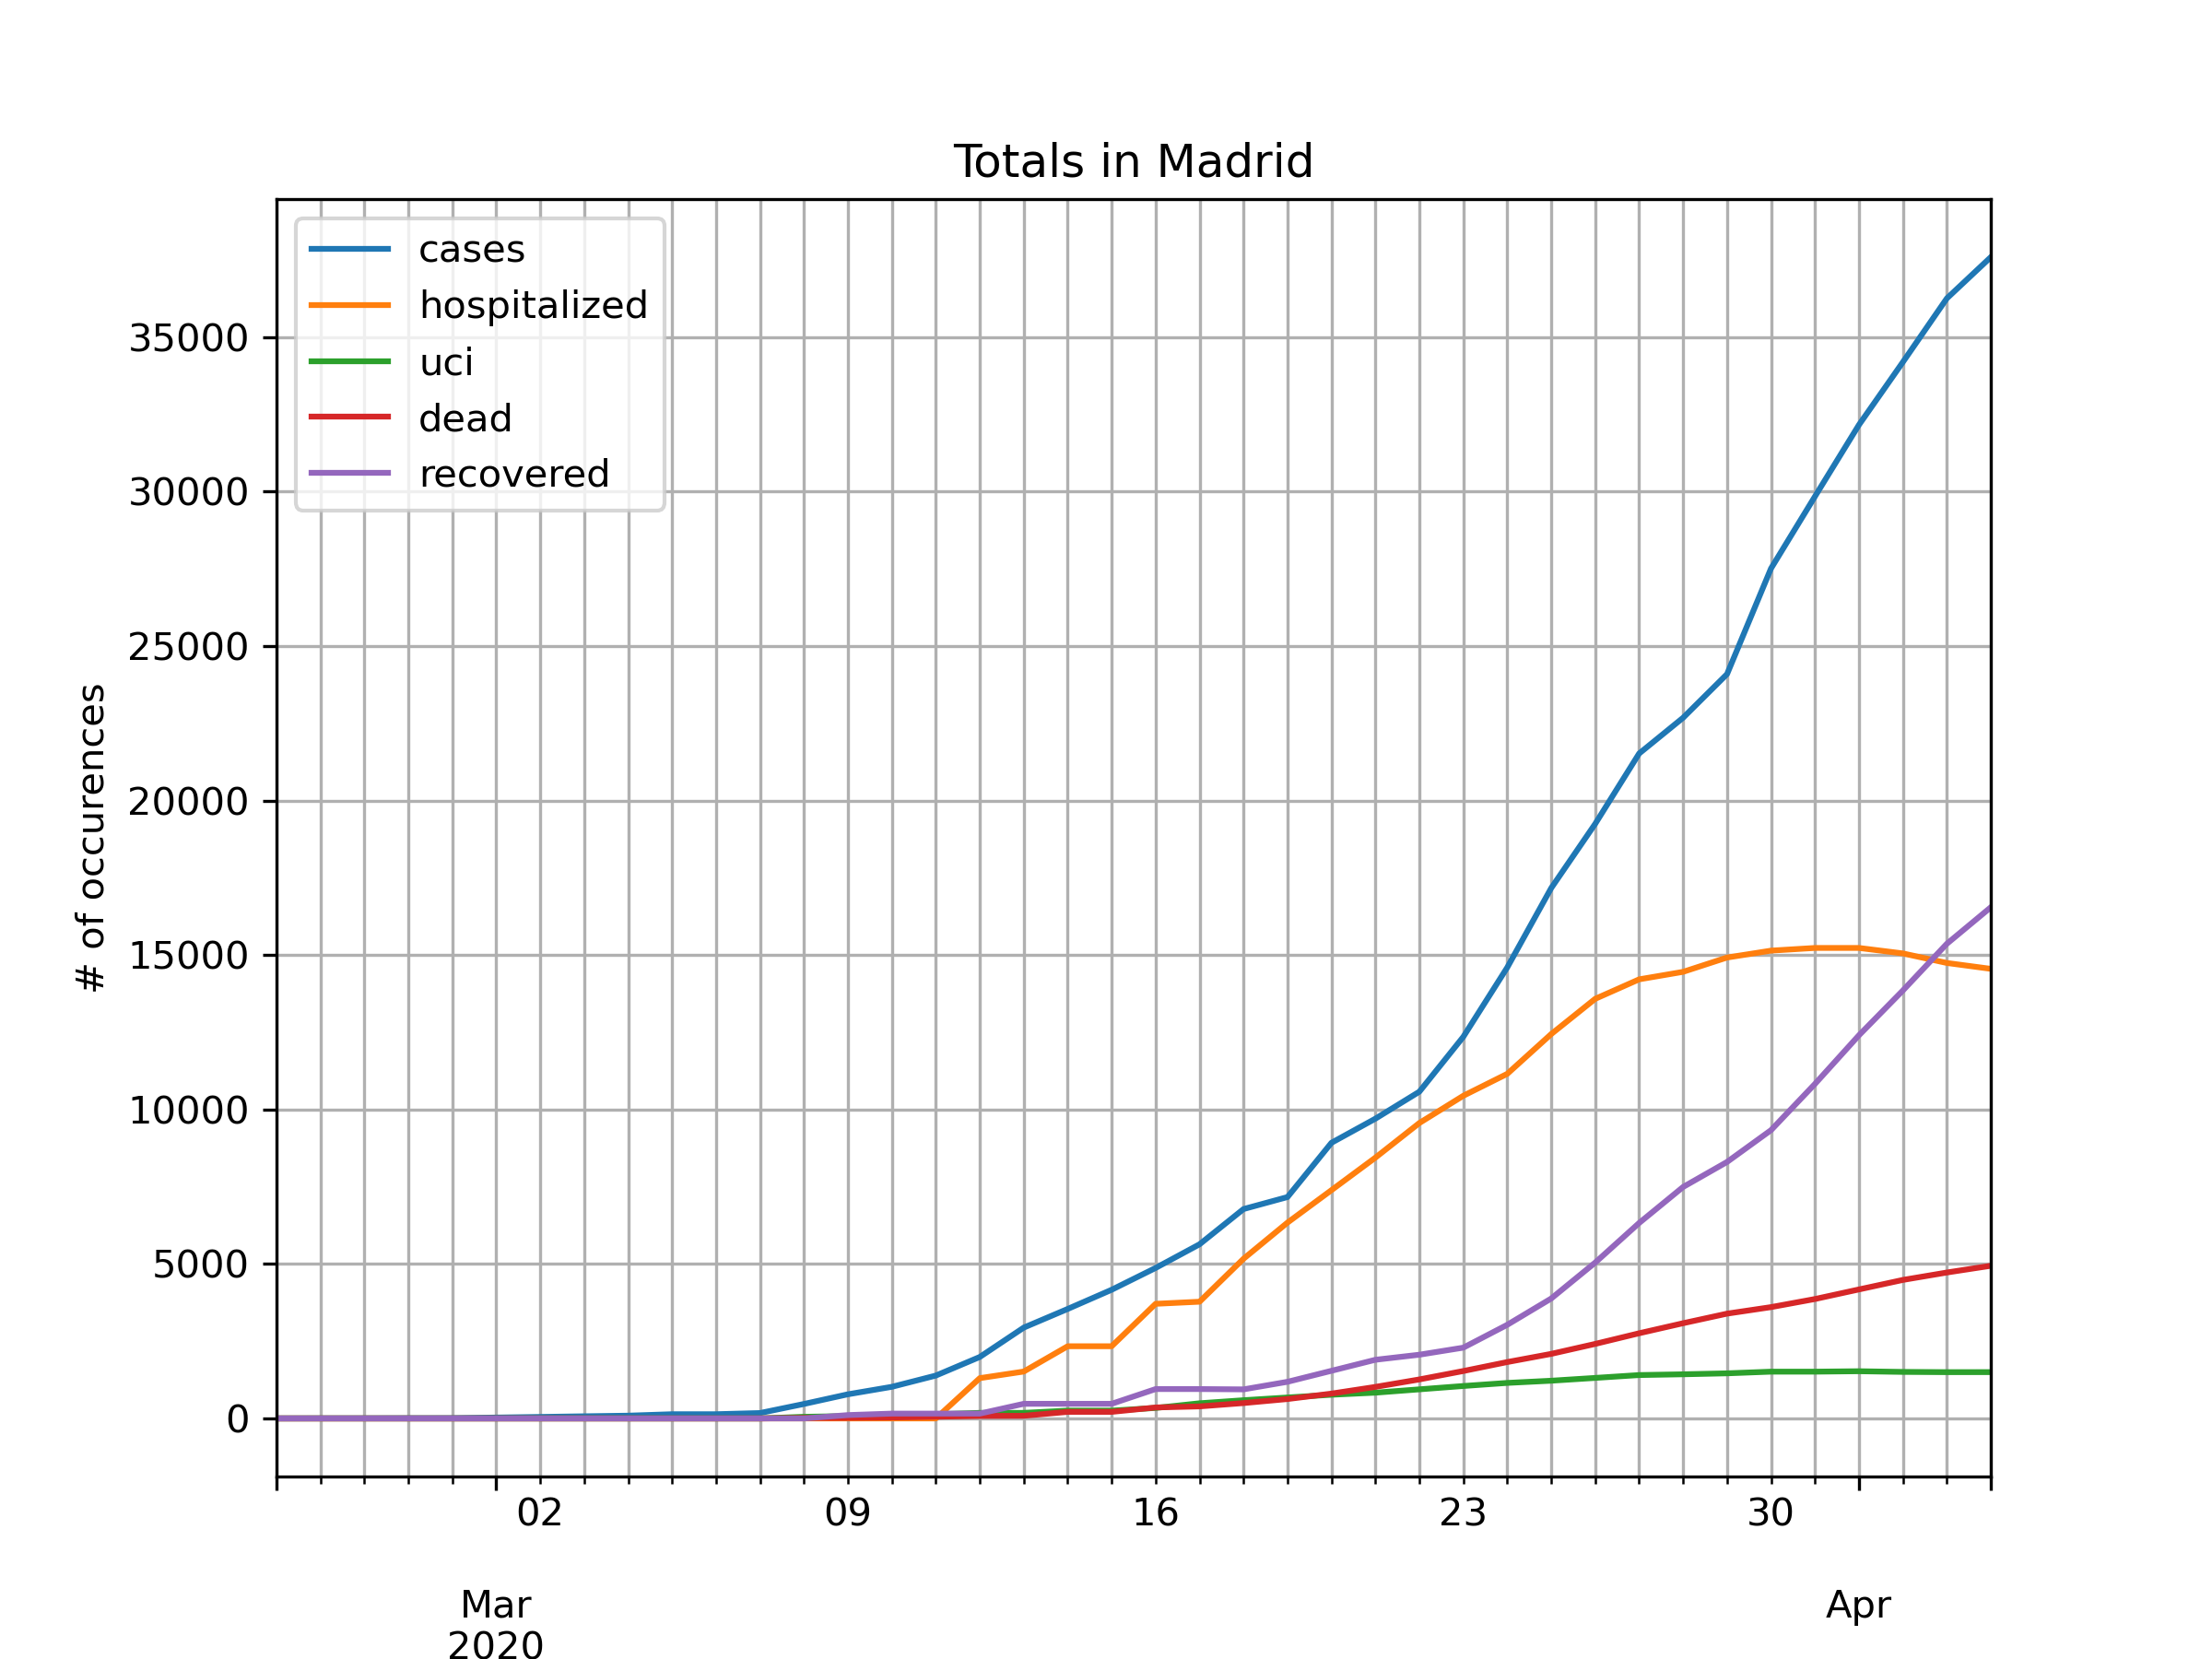 Totals in Madrid
cases
hospitalized
uci
dead
recovered
# of occurences
35000
30000
25000
20000
15000
10000
5000
0
02 09 16 23 30
Mar Apr
2020